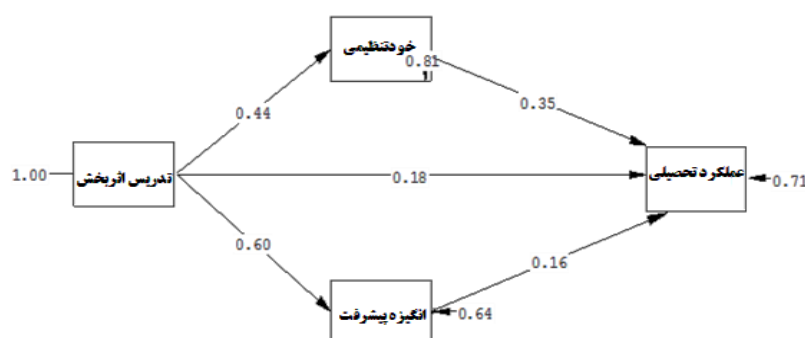 خودتنظیمی
0.81
0.44
0.35
1.00
تدریس اثربخش
0.18
عملکرد تحصیلی
0.71
0.60
0.16
انگیزه پیشرفت
0.64